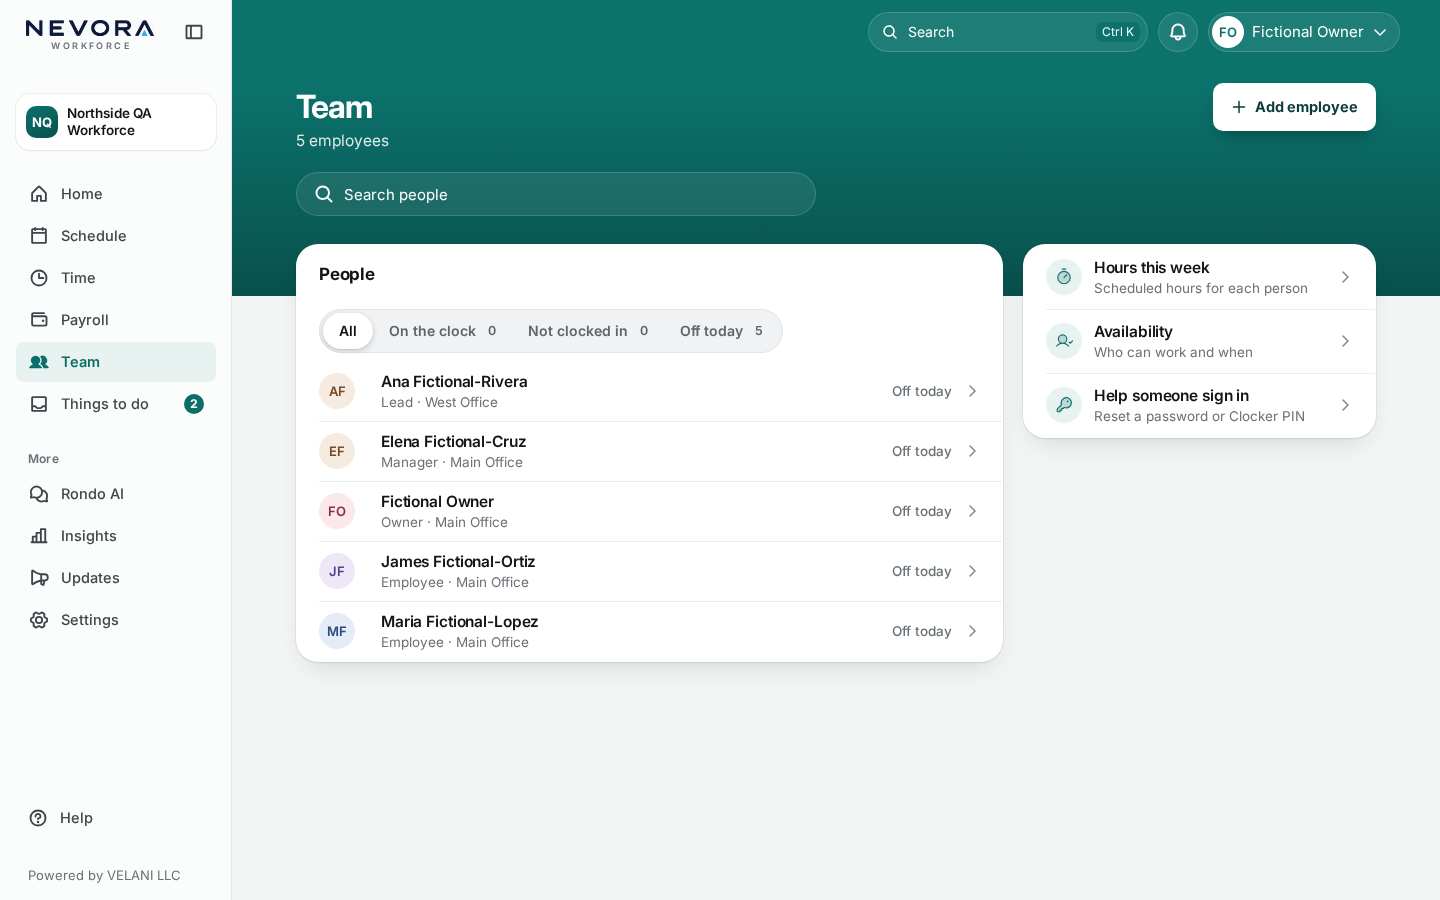 NEVORA
WORKFORCE
Search
Ctrl K
FO
Fictional Owner
NQ
Northside QA
Workforce
Home
Schedule
Time
Payroll
Team
Things to do
2
More
Rondo AI
Insights
Updates
Settings
Help
Powered by VELANI LLC
Team
5 employees
Add employee
Search people
People
All
On the clock 0
Not clocked in 0
Off today 5
AF
Ana Fictional-Rivera
Lead · West Office
Off today
EF
Elena Fictional-Cruz
Manager · Main Office
Off today
FO
Fictional Owner
Owner · Main Office
Off today
JF
James Fictional-Ortiz
Employee · Main Office
Off today
MF
Maria Fictional-Lopez
Employee · Main Office
Off today
Hours this week
Scheduled hours for each person
Availability
Who can work and when
Help someone sign in
Reset a password or Clocker PIN